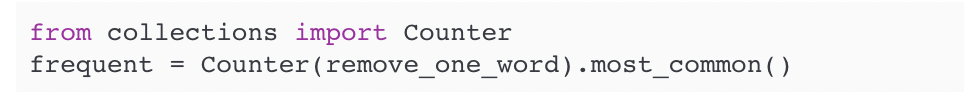 from collections import Counter
frequent = Counter(remove_one_word).most_common()